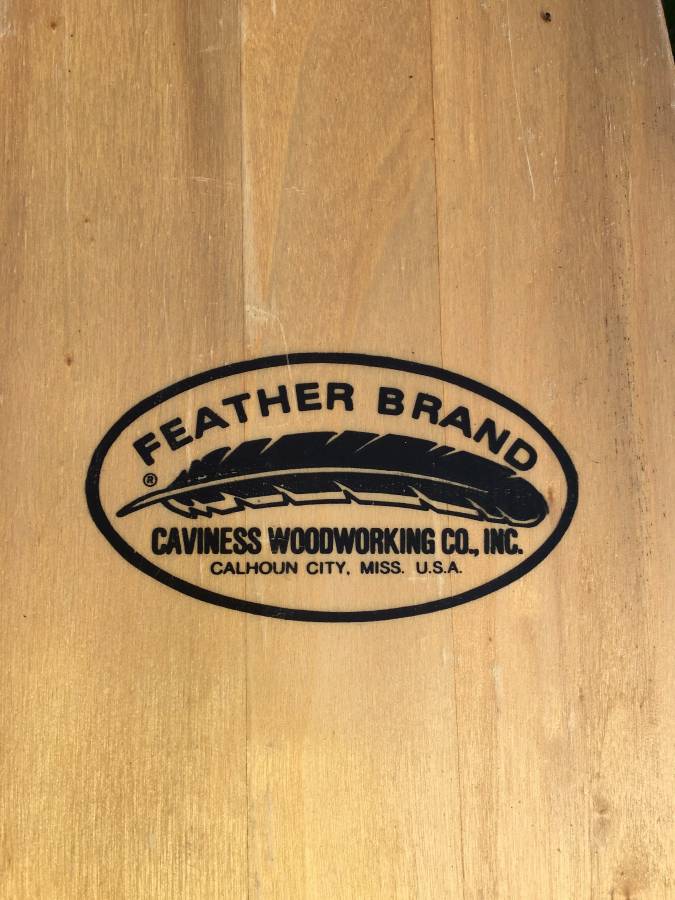 FEATHER BRAND
®
CAVINESS WOODWORKING CO., INC.
CALHOUN CITY, MISS. U.S.A.